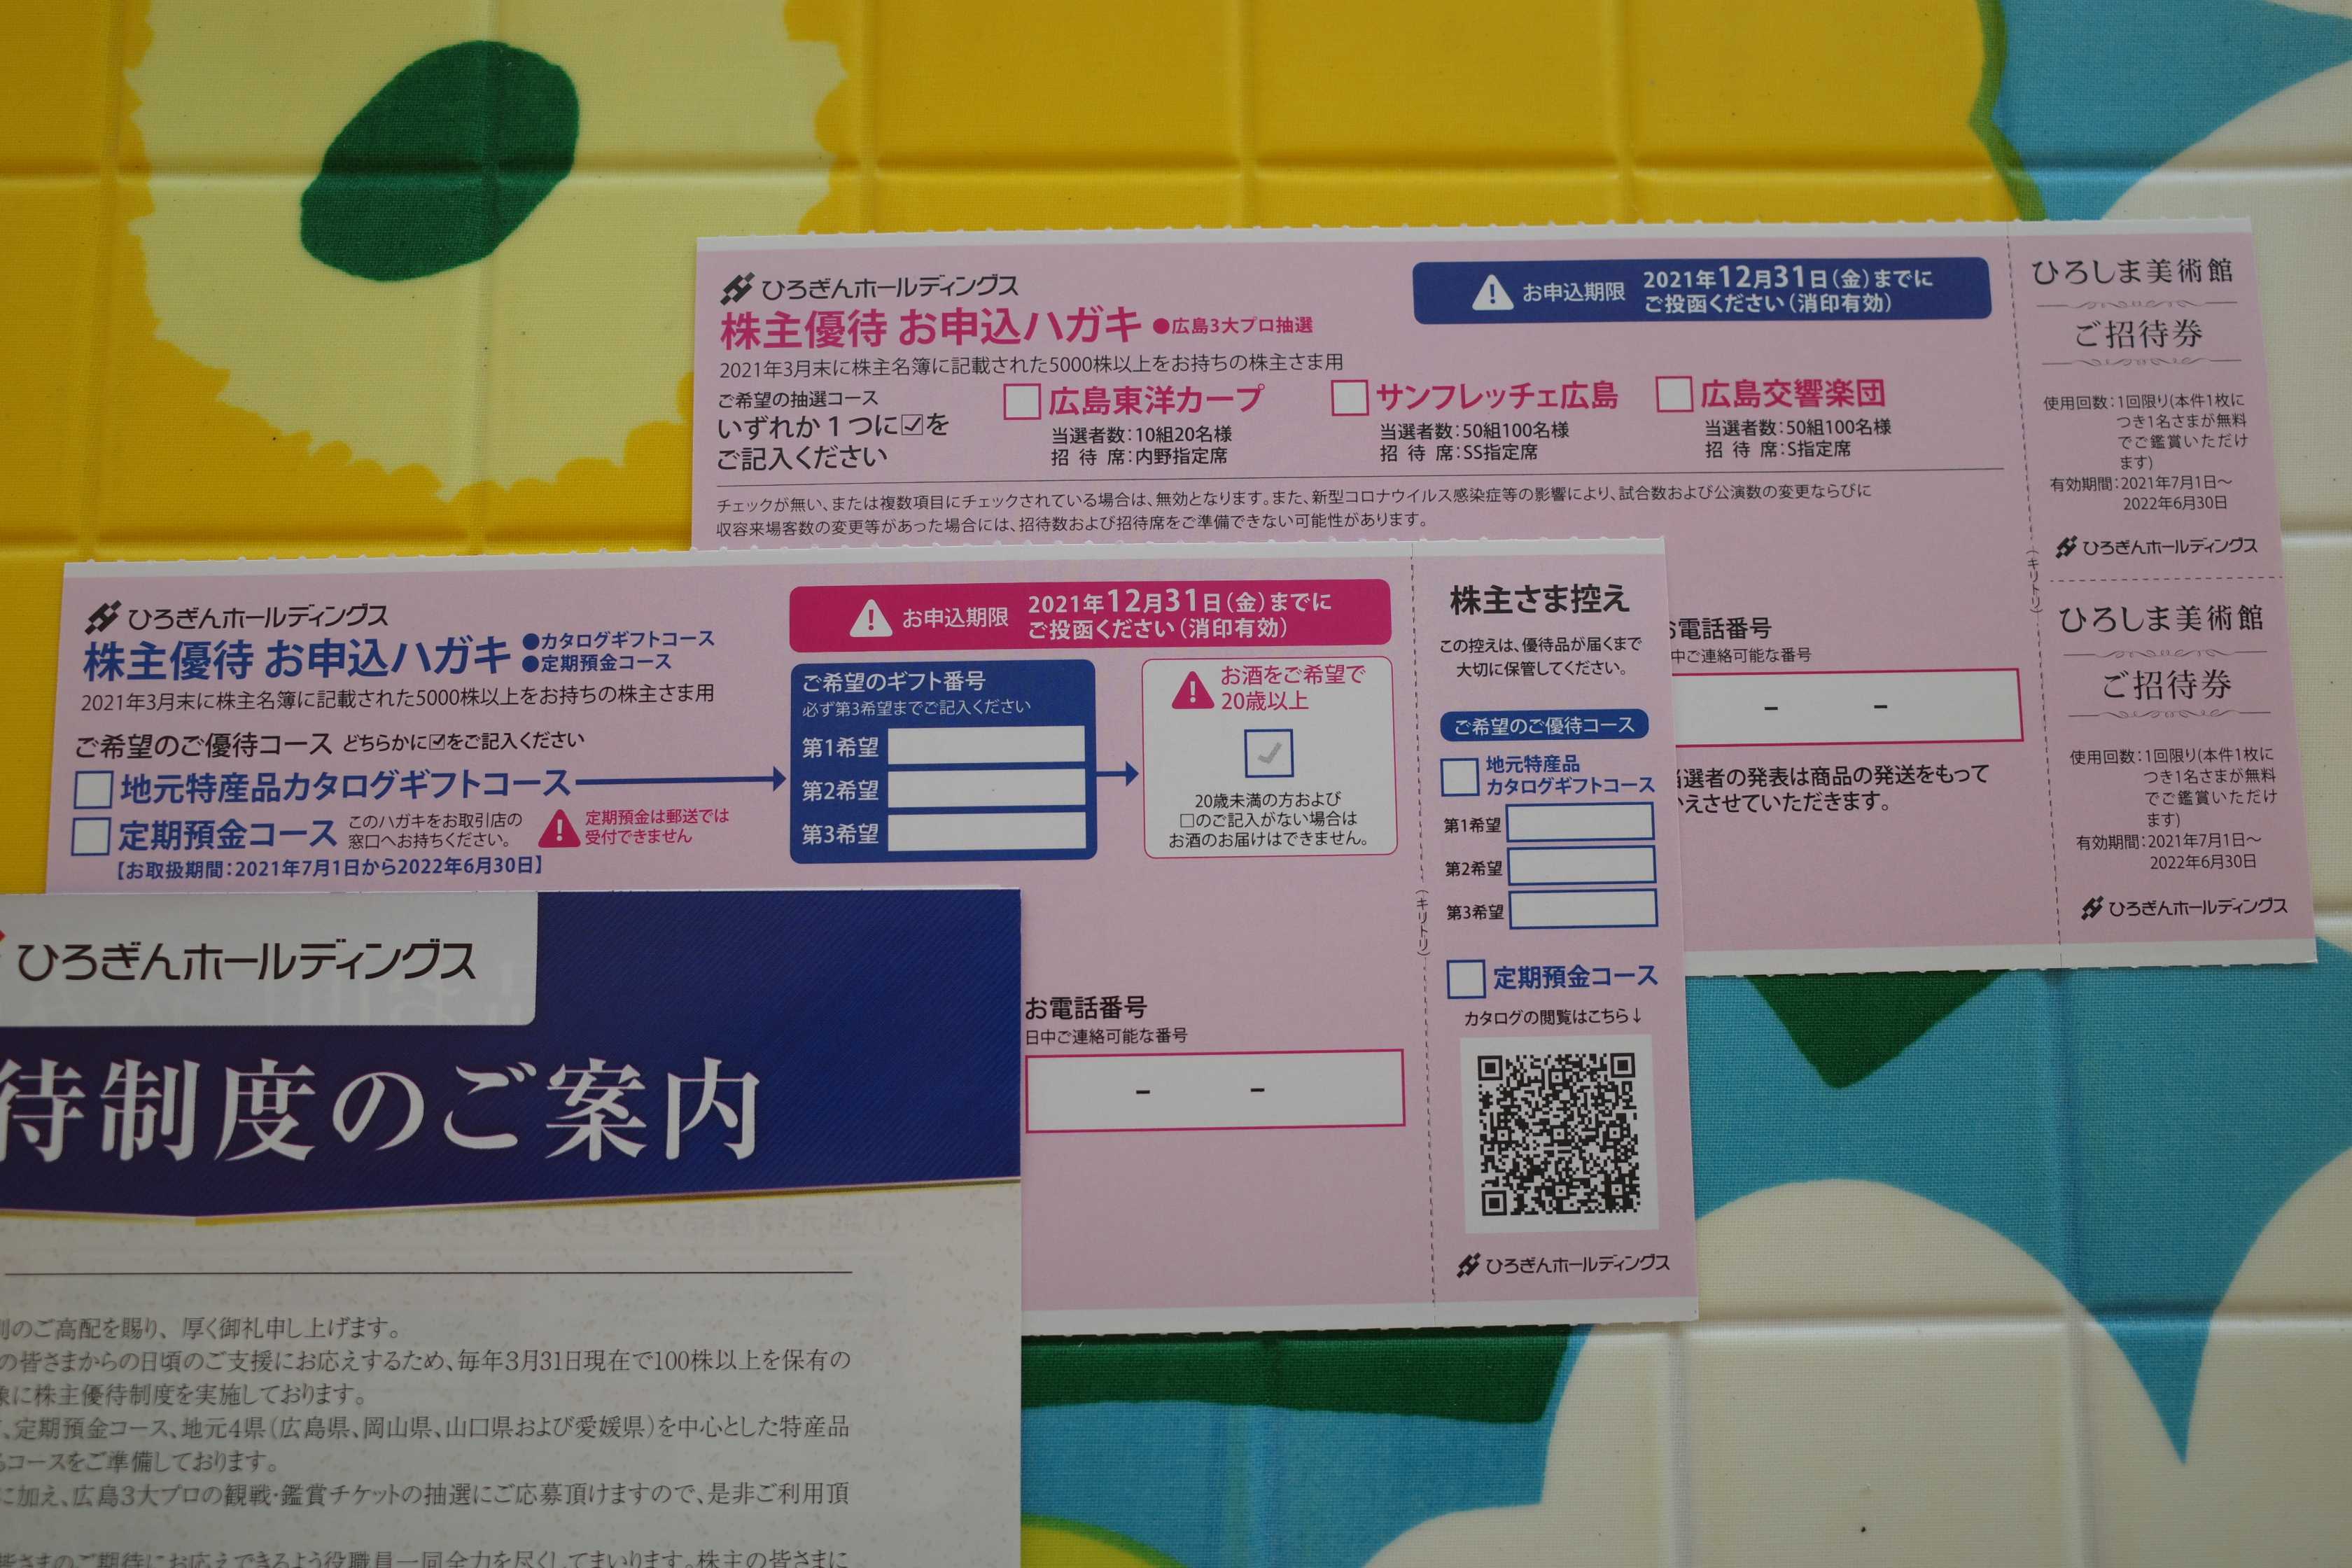 ひろぎんホールディングス
株主優待 お申込ハガキ ●広島3大プロ抽選
2021年3月末に株主名簿に記載された5000株以上をお持ちの株主さま用
お申込期限
2021年12月31日(金)までに
ご投函ください(消印有効)
ご希望の抽選コース
いずれか1つに☑を
ご記入ください
□広島東洋カープ
当選者数:10組20名様
招待席:内野指定席
□サンフレッチェ広島
当選者数:50組100名様
招待席:SS指定席
□広島交響楽団
当選者数:50組100名様
招待席:S指定席
チェックが無い、または複数項目にチェックされている場合は、無効となります。また、新型コロナウイルス感染症等の影響により、試合数および公演数の変更ならびに
収容来場客数の変更等があった場合には、招待数および招待席をご準備できない可能性があります。
お電話番号
中ご連絡可能な番号
- -
選者の発表は商品の発送をもって
えさせていただきます。
(キリトリ)
ひろしま美術館
ご招待券
使用回数:1回限り(本件1枚に
つき1名さまが無料
でご鑑賞いただけ
ます)
有効期間:2021年7月1日～
2022年6月30日
ひろぎんホールディングス
ひろしま美術館
ご招待券
使用回数:1回限り(本件1枚に
つき1名さまが無料
でご鑑賞いただけ
ます)
有効期間:2021年7月1日～
2022年6月30日
ひろぎんホールディングス
ひろぎんホールディングス
株主優待 お申込ハガキ
●カタログギフトコース
●定期預金コース
2021年3月末に株主名簿に記載された5000株以上をお持ちの株主さま用
お申込期限
2021年12月31日(金)までに
ご投函ください(消印有効)
ご希望のご優待コース どちらかに☑をご記入ください
□地元特産品カタログギフトコース
□定期預金コース
このハガキをお取引店の
窓口へお持ちください。
定期預金は郵送では
受付できません
【お取扱期間:2021年7月1日から2022年6月30日】
ご希望のギフト番号
必ず第3希望までご記入ください
第1希望
第2希望
第3希望
お酒をご希望で
20歳以上
20歳未満の方および
□のご記入がない場合は
お酒のお届けはできません。
お電話番号
日中ご連絡可能な番号
- -
(キリトリ)
株主さま控え
この控えは、優待品が届くまで
大切に保管してください。
ご希望のご優待コース
□地元特産品
カタログギフトコース
第1希望
第2希望
第3希望
□定期預金コース
カタログの閲覧はこちら↓
ひろぎんホールディングス
ひろぎんホールディングス
待制度のご案内
のご高配を賜り、厚く御礼申し上げます。
の皆さまからの日頃のご支援にお応えするため、毎年3月31日現在で100株以上を保有の
に株主優待制度を実施しております。
、定期預金コース、地元4県(広島県、岡山県、山口県および愛媛県)を中心とした特産品
コースをご準備しております。
に加え、広島3大プロの観戦・鑑賞チケットの抽選にご応募頂けますので、是非ご利用頂
皆さまのご期待にお応えできるよう役職員一同全力を尽くしてまいります。株主の皆さまに